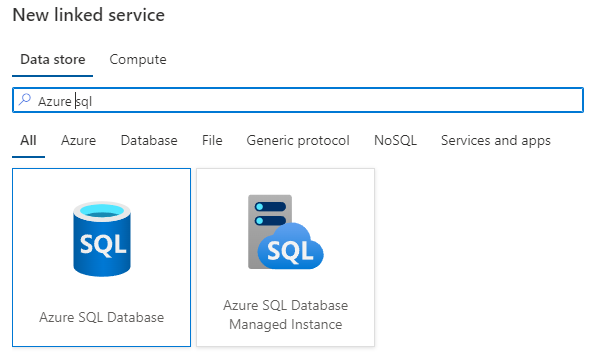 New linked service
Data store Compute
Azure sql
All Azure Database File Generic protocol NoSQL Services and apps
SQL SQL
Azure SQL Database
Azure SQL Database
Managed Instance